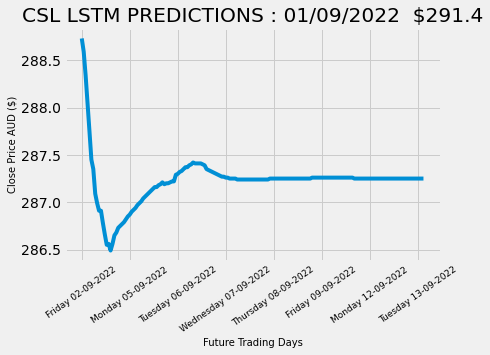 CSL LSTM PREDICTIONS : 01/09/2022  $291.4
288.5
288.0
287.5
287.0
286.5
Close Price AUD ($)
Friday 02-09-2022
Monday 05-09-2022
Tuesday 06-09-2022
Wednesday 07-09-2022
Thursday 08-09-2022
Friday 09-09-2022
Monday 12-09-2022
Tuesday 13-09-2022
Future Trading Days